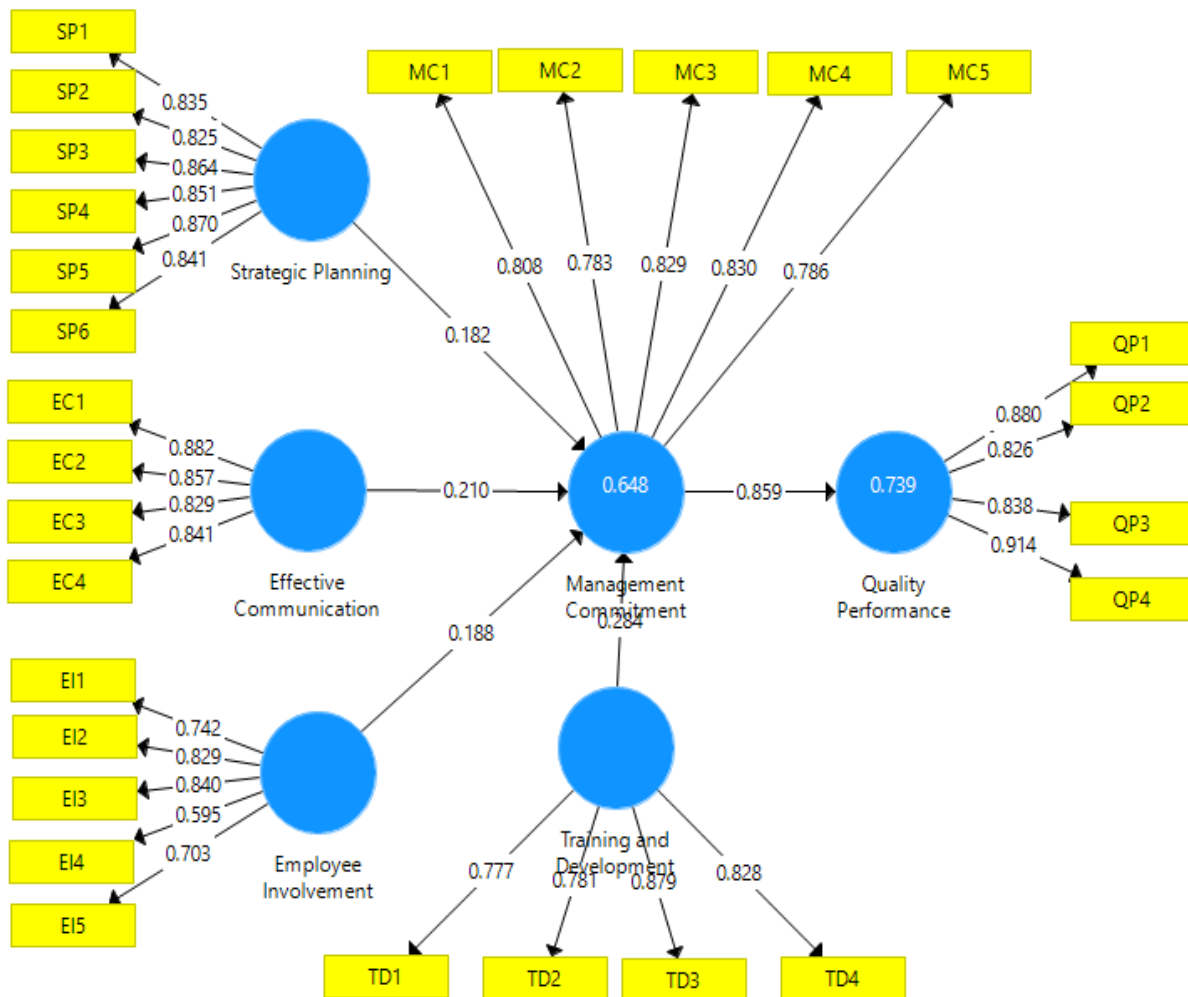 SP1
SP2
SP3
SP4
SP5
SP6
0.835
0.825
0.864
0.851
0.870
0.841
Strategic Planning
MC1
MC2
MC3
MC4
MC5
0.808
0.783
0.829
0.830
0.786
0.182
EC1
EC2
EC3
EC4
0.882
0.857
0.829
0.841
Effective
Communication
0.210
0.648
Management
Commitment
0.859
0.739
Quality
Performance
QP1
QP2
QP3
QP4
0.880
0.826
0.838
0.914
0.188
0.284
EI1
EI2
EI3
EI4
EI5
0.742
0.829
0.840
0.595
0.703
Employee
Involvement
Training and
Development
0.777
0.781
0.879
0.828
TD1
TD2
TD3
TD4